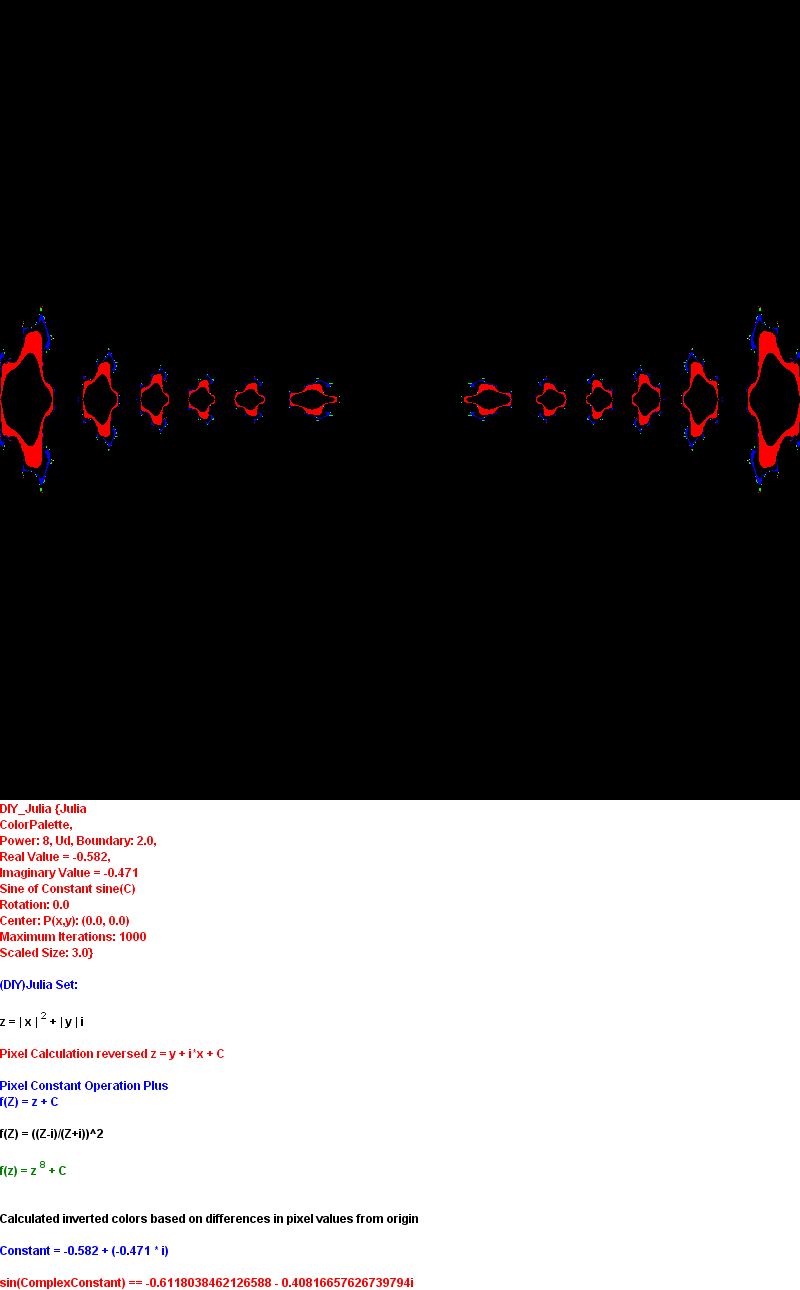 DIY_Julia {Julia
ColorPalette,
Power: 8, Ud, Boundary: 2.0,
Real Value = -0.582,
Imaginary Value = -0.471
Sine of Constant sine(C)
Rotation: 0.0
Center: P(x,y): (0.0, 0.0)
Maximum Iterations: 1000
Scaled Size: 3.0}
(DIY)Julia Set:
z = | x | 2 + | y | i
Pixel Calculation reversed z = y + i*x + C
Pixel Constant Operation Plus
f(Z) = z + C
f(Z) = ((Z-i)/(Z+i))^2
f(z) = z 8 + C
Calculated inverted colors based on differences in pixel values from origin
Constant = -0.582 + (-0.471 * i)
sin(ComplexConstant) == -0.6118038462126588 - 0.40816657626739794i